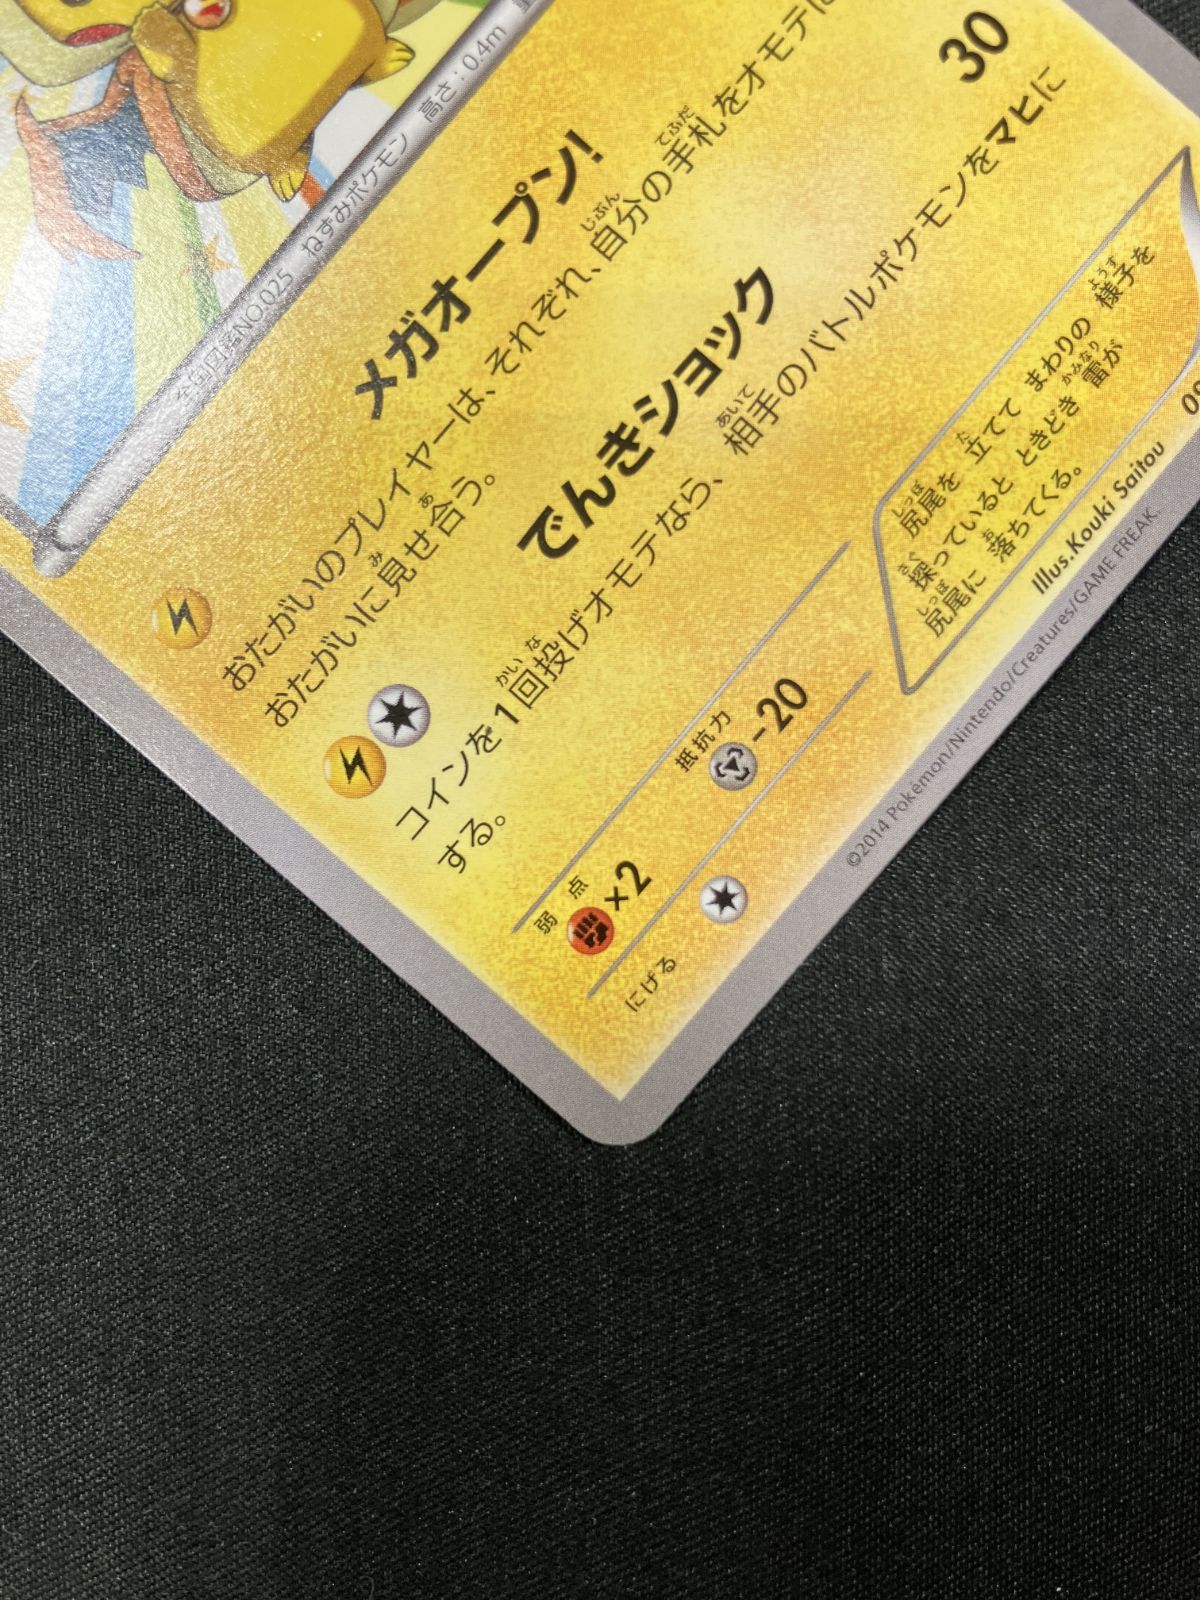 全国図鑑NO.025 ねずみポケモン 高さ:0.4m
メガオープン!
おたがいのプレイヤーは、それぞれ、自分の手札をオモテに
おたがいに見せ合う。
でんきショック 30
コインを1回投げオモテなら、相手のバトルポケモンをマヒに
する。
弱点 ×2
抵抗力 -20
にげる
尻尾を 立てて まわりの 様子を
探っていると ときどき 雷が
尻尾に 落ちてくる。
Illus.Kouki Saitou
©2014 Pokémon/Nintendo/Creatures/GAME FREAK.